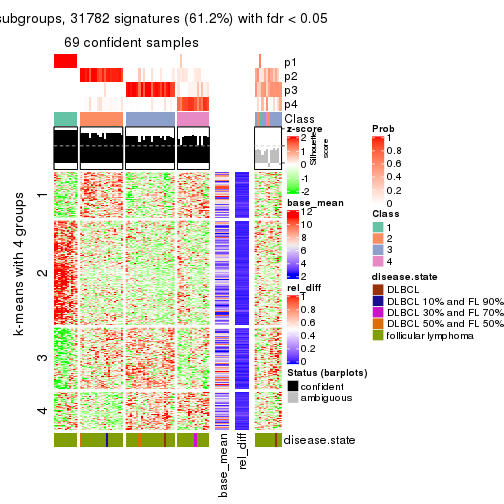 subgroups, 31782 signatures (61.2%) with fdr < 0.05
69 confident samples
p1
p2
p3
p4
Class
Silhouette score
1
2
3
4
k-means with 4 groups
base_mean
rel_diff
disease.state
z-score
2
1
0
-1
-2
base_mean
12
10
8
6
4
2
rel_diff
1
0.8
0.6
0.4
0.2
0
Status (barplots)
confident
ambiguous
Prob
1
0.8
0.6
0.4
0.2
0
Class
1
2
3
4
disease.state
DLBCL
DLBCL 10% and FL 90%
DLBCL 30% and FL 70%
DLBCL 50% and FL 50%
follicular lymphoma